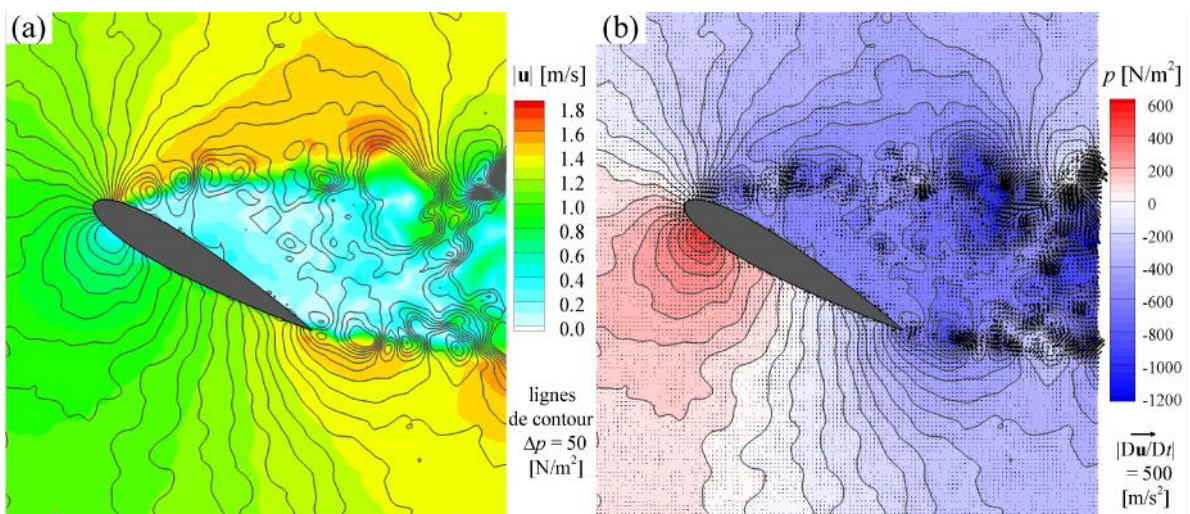 (a)
|u| [m/s]
1.8
1.6
1.4
1.2
1.0
0.8
0.6
0.4
0.2
0.0
lignes
de contour
Δp = 50
[N/m²]
(b)
p [N/m²]
600
400
200
0
-200
-400
-600
-800
-1000
-1200
|Du/Dt|
= 500
[m/s²]